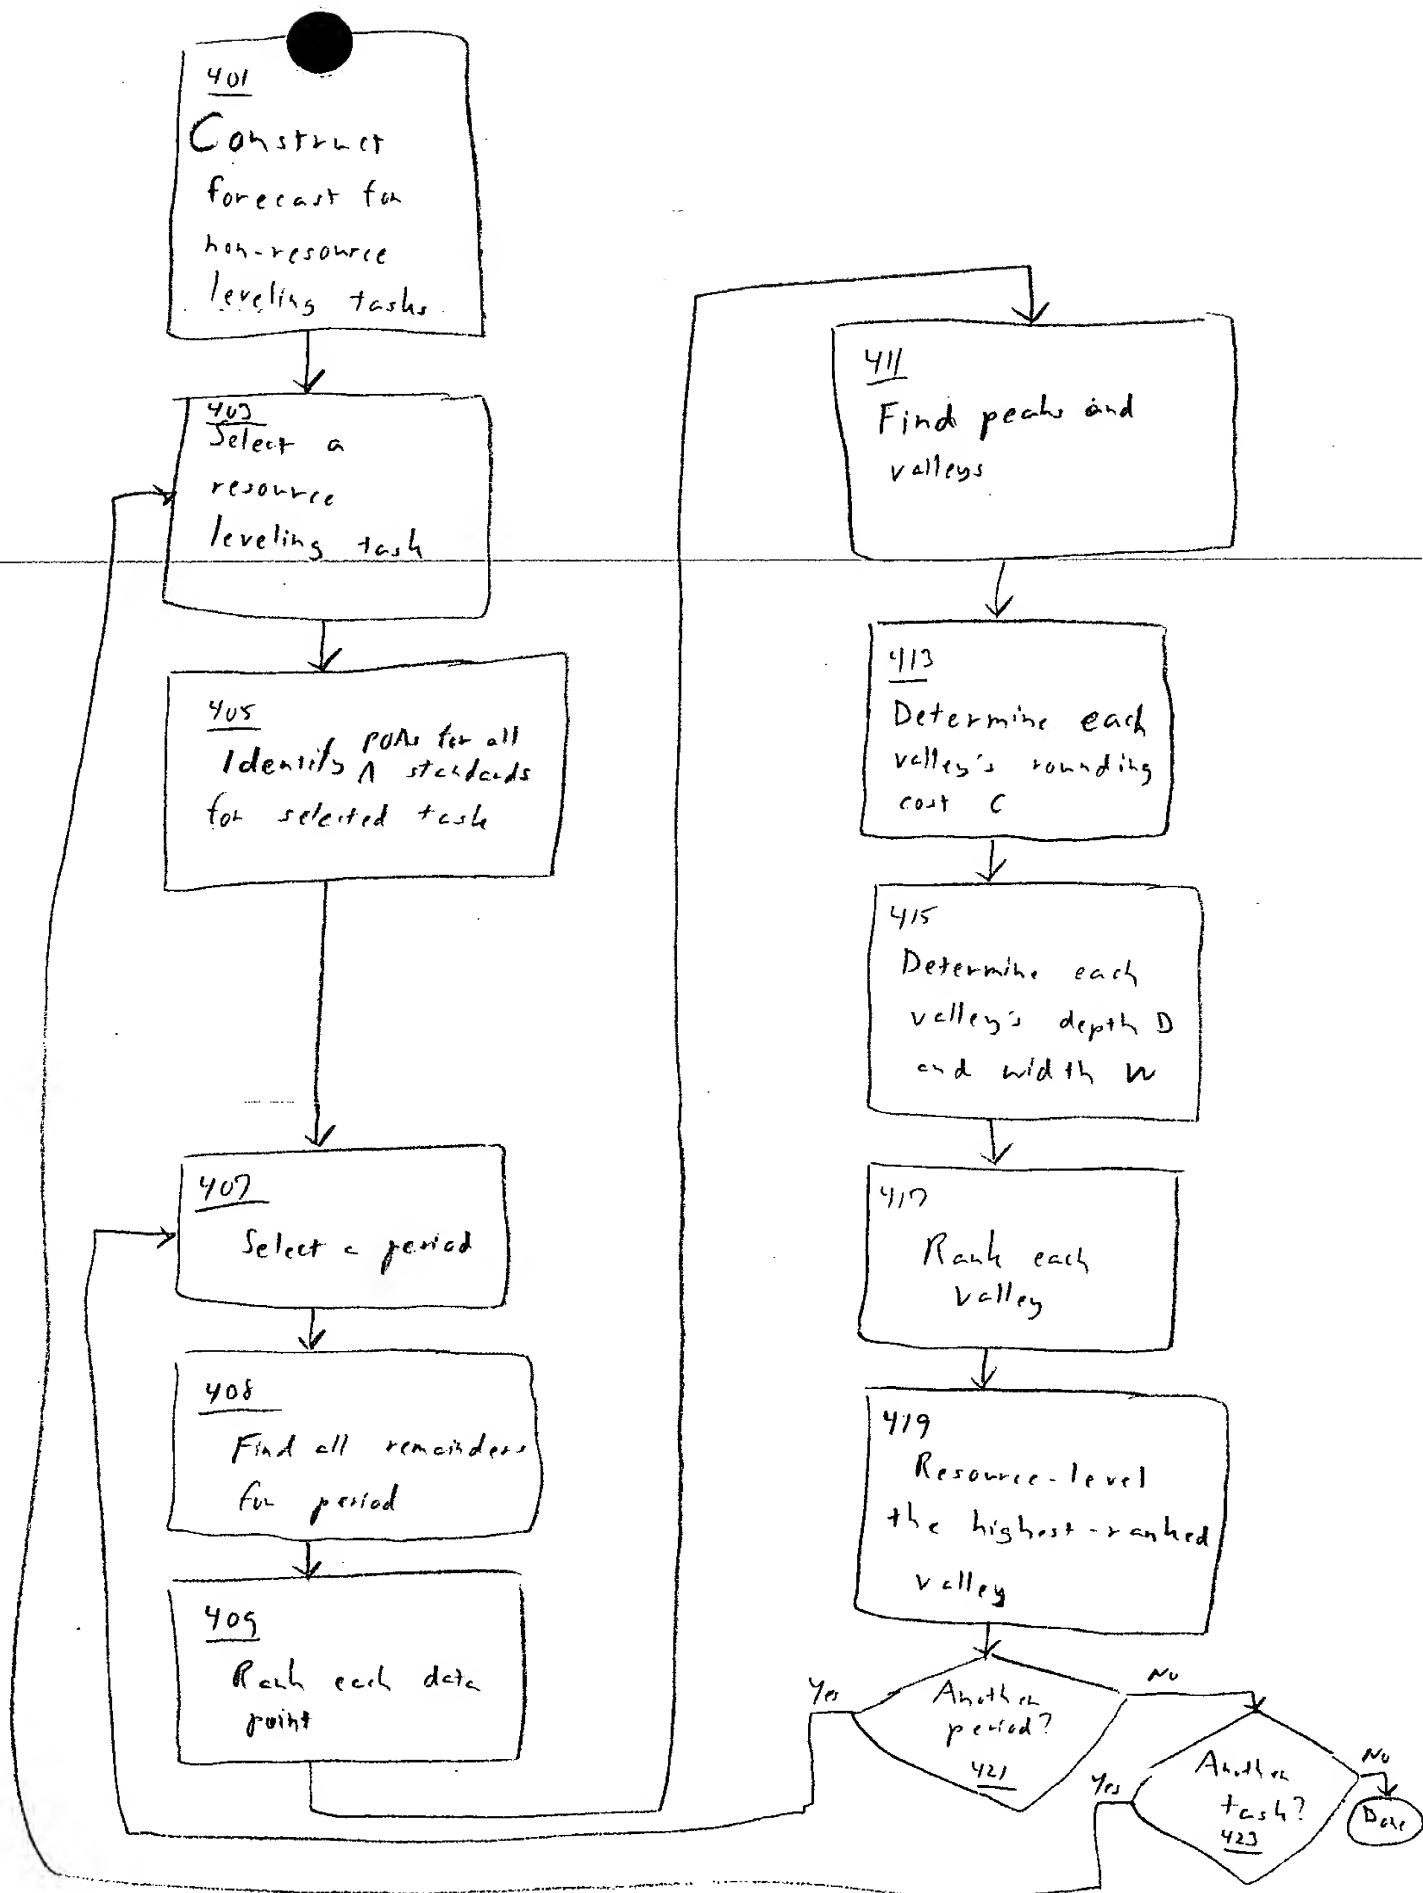 401
Construct
forecast for
non-resource
leveling tasks
403
Select a
resource
leveling task
405
PUAs for all
Identify ʌ standards
for selected task
407
Select a period
408
Find all remainders
for period
409
Rank each data
point
411
Find peaks and
valleys
413
Determine each
valley's rounding
cost C
415
Determine each
valley's depth D
and width W
417
Rank each
valley
419
Resource-level
the highest-ranked
valley
Yes
Another
period?
421
No
Yes
Another
task?
423
No
Done